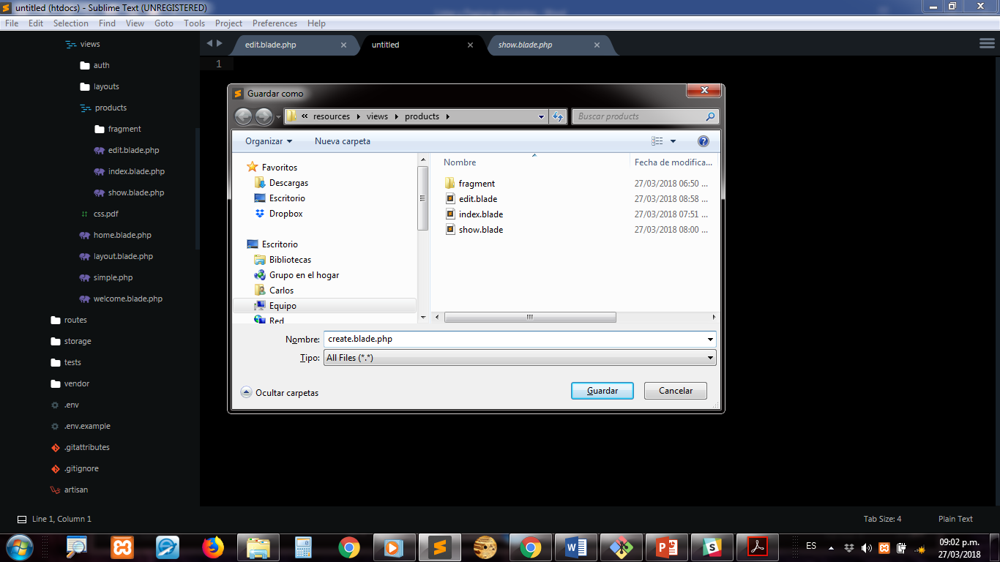 untitled (htdocs) - Sublime Text (UNREGISTERED)
File Edit Selection Find View Goto Tools Project Preferences Help
views
auth
layouts
products
fragment
edit.blade.php
index.blade.php
show.blade.php
css.pdf
home.blade.php
layout.blade.php
simple.php
welcome.blade.php
routes
storage
tests
vendor
.env
.env.example
.gitattributes
.gitignore
artisan
edit.blade.php untitled show.blade.php
1
Guardar como
« resources views products
Buscar products
Organizar Nueva carpeta
Favoritos
Descargas
Escritorio
Dropbox
Escritorio
Bibliotecas
Grupo en el hogar
Carlos
Equipo
Red
Nombre Fecha de modifica...
fragment 27/03/2018 06:50 ...
edit.blade 27/03/2018 08:58 ...
index.blade 27/03/2018 07:51 ...
show.blade 27/03/2018 08:00 ...
Nombre: create.blade.php
Tipo: All Files (*.*)
Ocultar carpetas Guardar Cancelar
Line 1, Column 1 Tab Size: 4 Plain Text
ES 09:02 p.m.
27/03/2018